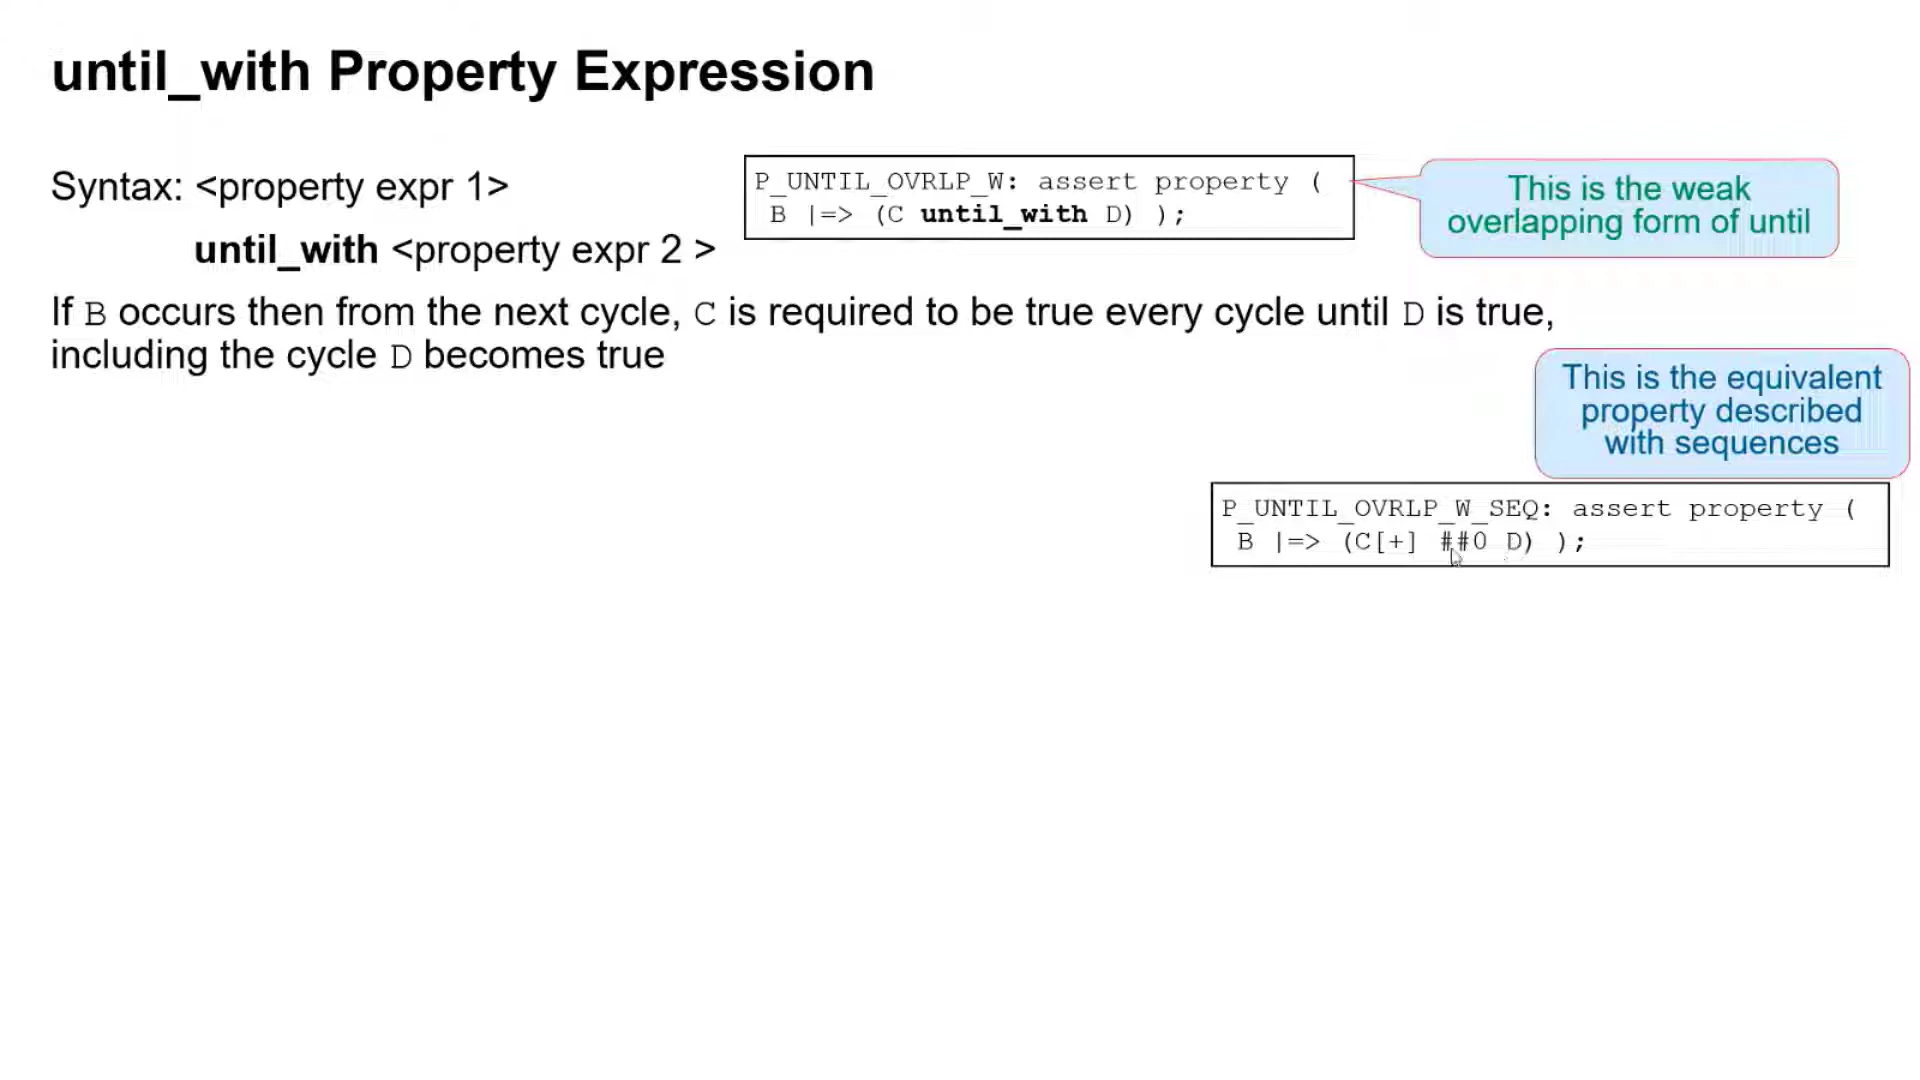 until_with Property Expression
Syntax: <property expr 1>
until_with <property expr 2 >
P_UNTIL_OVRLP_W: assert property (
B |=> (C until_with D) );
This is the weak
overlapping form of until
If B occurs then from the next cycle, C is required to be true every cycle until D is true,
including the cycle D becomes true
This is the equivalent
property described
with sequences
P_UNTIL_OVRLP_W_SEQ: assert property (
B |=> (C[+] ##0 D) );